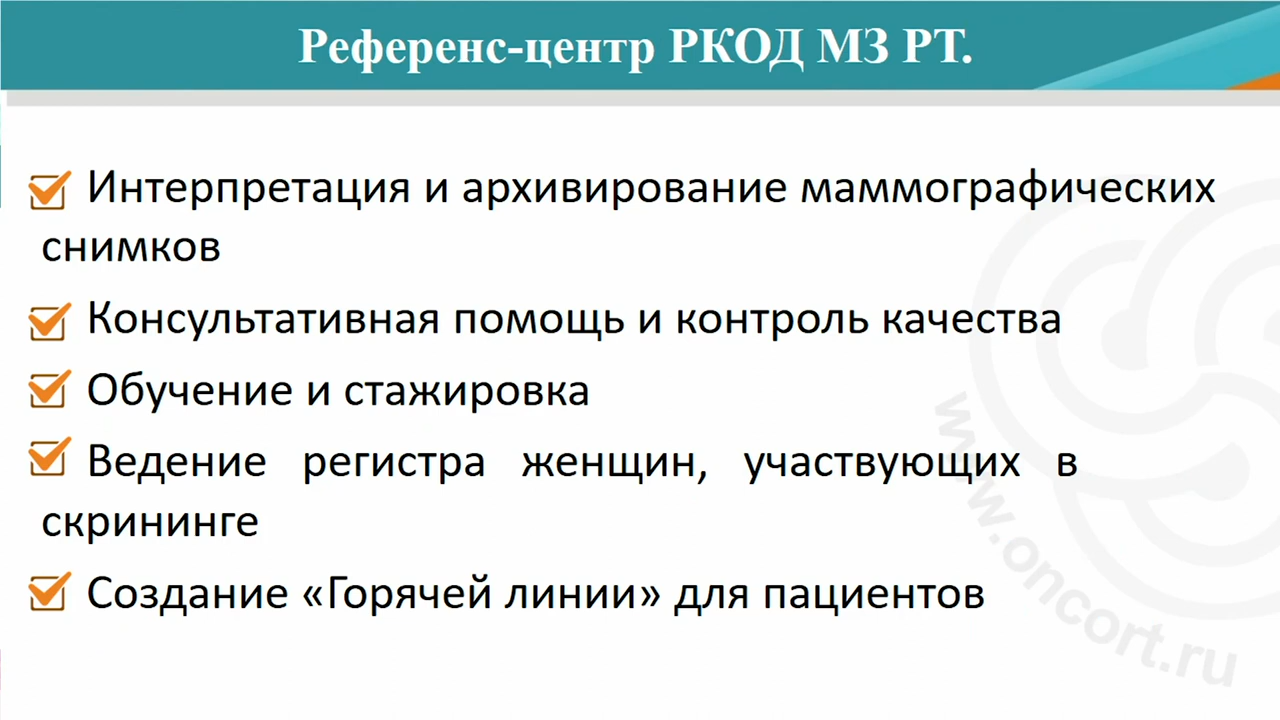 Референс-центр РКОД МЗ РТ.
Интерпретация и архивирование маммографических
снимков
Консультативная помощь и контроль качества
Обучение и стажировка
Ведение регистра женщин, участвующих в
скрининге
Создание «Горячей линии» для пациентов
www.oncort.ru